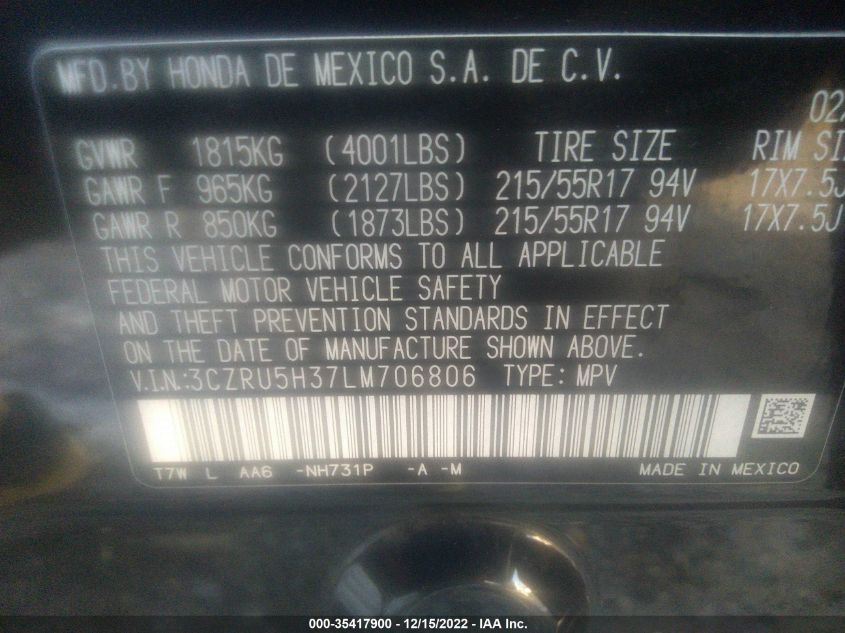 MFD.BY HONDA DE MEXICO S.A. DE C.V.
GVWR 1815KG (4001LBS) TIRE SIZE RIM
GAWR F 965KG (2127LBS) 215/55R17 94V 17X7.5J
GAWR R 850KG (1873LBS) 215/55R17 94V 17X7.5J
THIS VEHICLE CONFORMS TO ALL APPLICABLE
FEDERAL MOTOR VEHICLE SAFETY
AND THEFT PREVENTION STANDARDS IN EFFECT
ON THE DATE OF MANUFACTURE SHOWN ABOVE.
V.I.N.:3CZRU5H37LM706806 TYPE: MPV
T7W L AA6 -NH731P -A -M MADE IN MEXICO
000-35417900 - 12/15/2022 - IAA Inc.